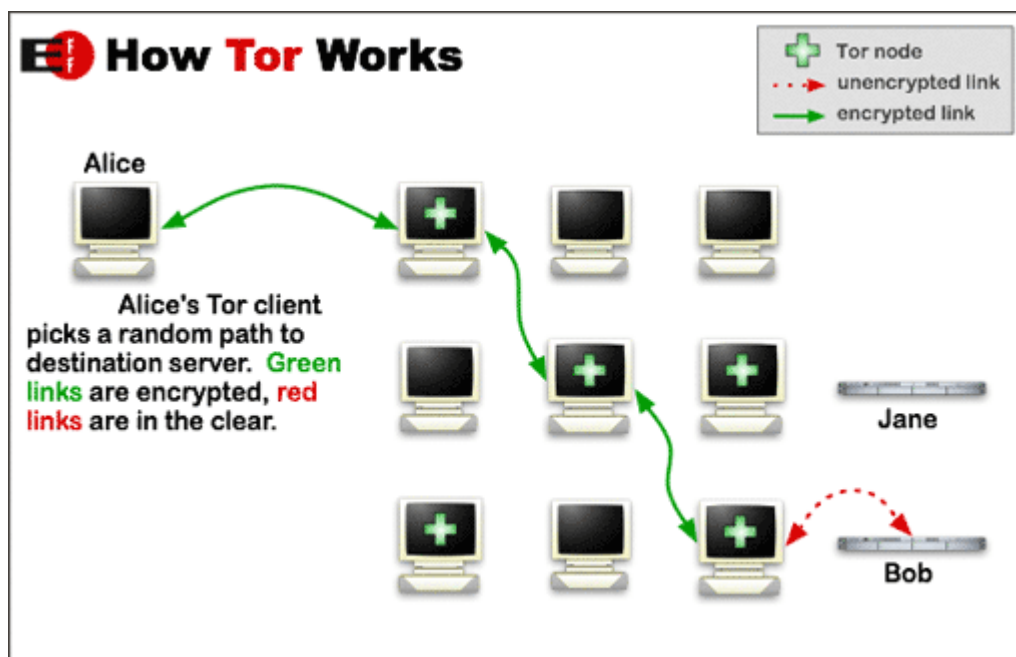 EFF How Tor Works
Tor node
unencrypted link
encrypted link
Alice
Alice's Tor client
picks a random path to
destination server. Green
links are encrypted, red
links are in the clear.
Jane
Bob